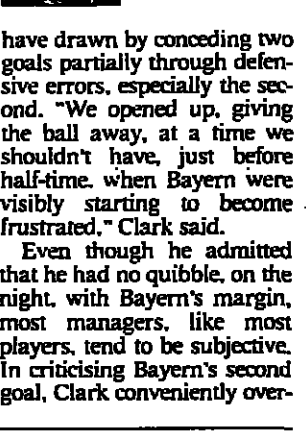 have drawn by conceding two
goals partially through defen-
sive errors, especially the sec-
ond. "We opened up, giving
the ball away, at a time we
shouldn't have, just before
half-time, when Bayern were
visibly starting to become
frustrated," Clark said.
Even though he admitted
that he had no quibble, on the
night, with Bayern's margin,
most managers, like most
players, tend to be subjective.
In criticising Bayern's second
goal, Clark conveniently over-